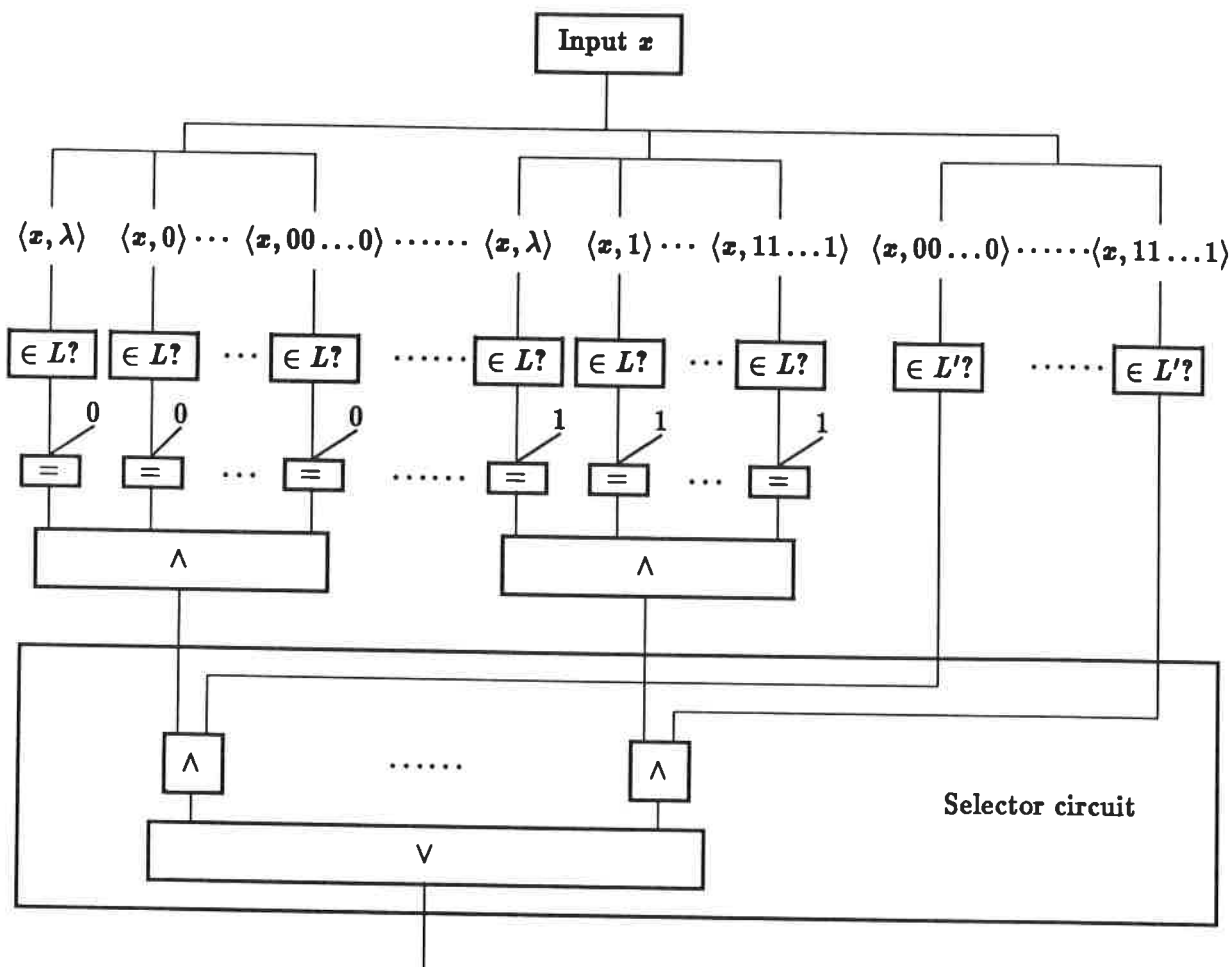 Input x
⟨x, λ⟩ ⟨x, 0⟩ ··· ⟨x, 00...0⟩ ······ ⟨x, λ⟩ ⟨x, 1⟩ ··· ⟨x, 11...1⟩ ⟨x, 00...0⟩ ······ ⟨x, 11...1⟩
∈ L? ∈ L? ··· ∈ L? ······ ∈ L? ∈ L? ··· ∈ L? ∈ L'? ······ ∈ L'?
0 0 0 1 1 1
= = ··· = ······ = = ··· =
∧ ∧
∧ ······ ∧
Selector circuit
∨